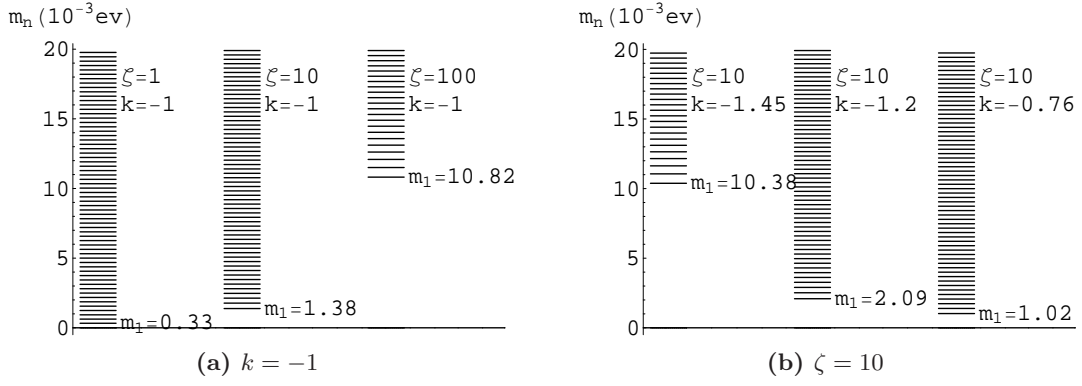 m_n (10^-3 ev)
20
15
10
5
0
ζ=1
k=-1
m_1=0.33
ζ=10
k=-1
m_1=1.38
ζ=100
k=-1
m_1=10.82
(a) k = −1
m_n (10^-3 ev)
20
15
10
5
0
ζ=10
k=-1.45
m_1=10.38
ζ=10
k=-1.2
m_1=2.09
ζ=10
k=-0.76
m_1=1.02
(b) ζ = 10